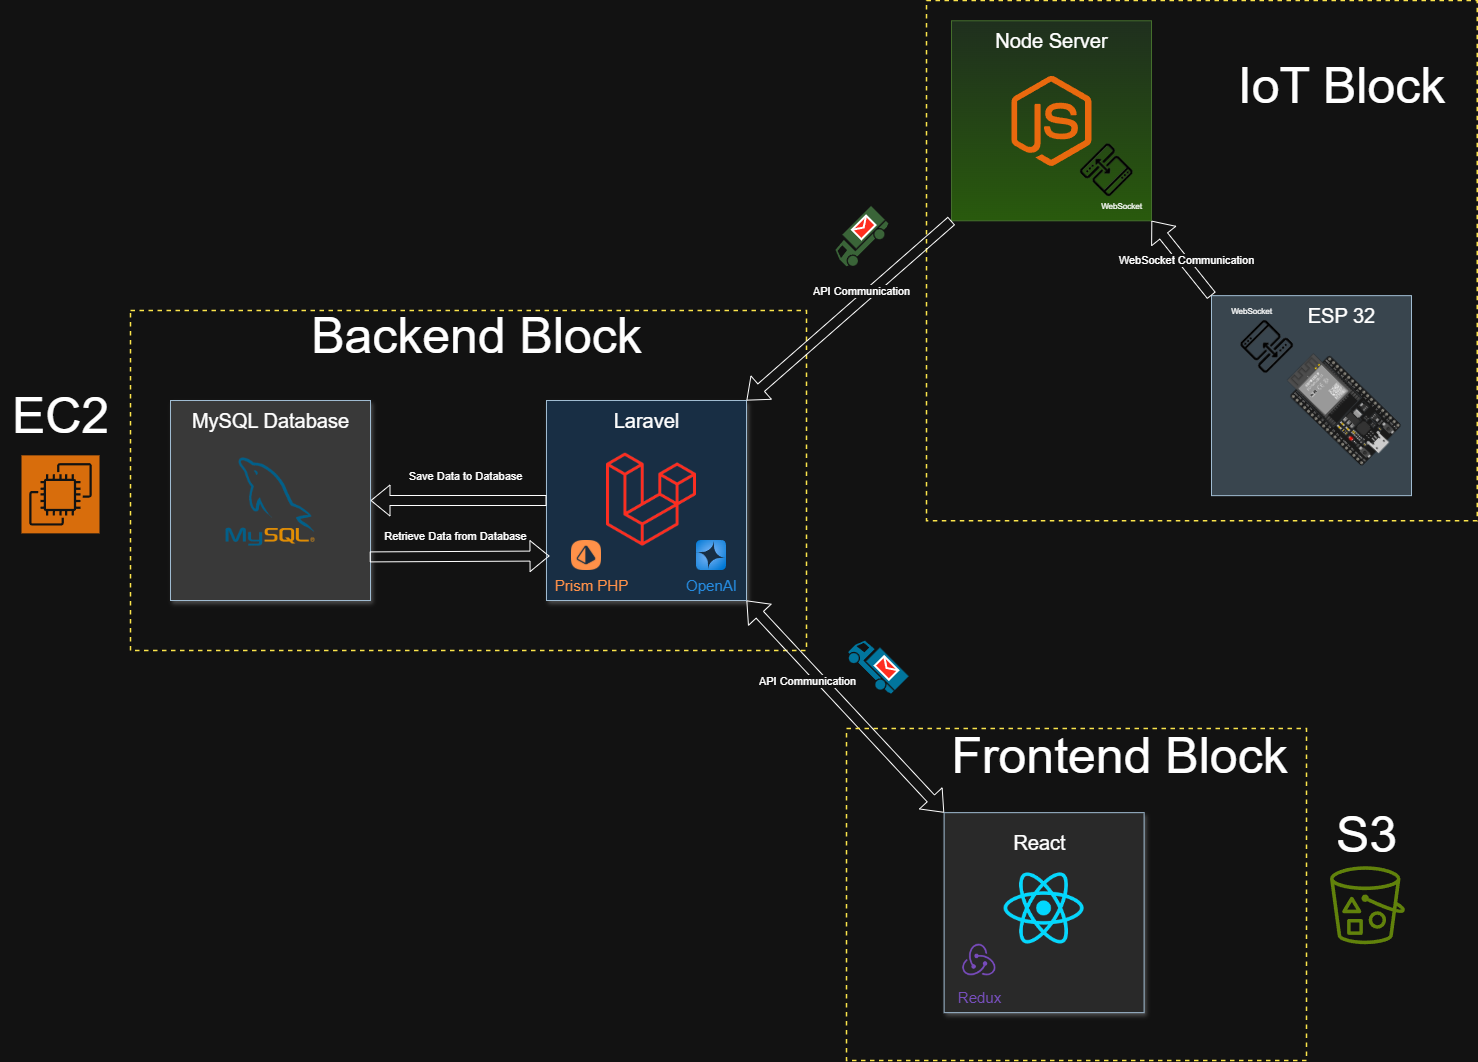 Node Server
IoT Block
JS
WebSocket
API Communication
WebSocket Communication
WebSocket
ESP 32
Backend Block
EC2
MySQL Database
Laravel
Save Data to Database
MySQL
Retrieve Data from Database
Prism PHP
OpenAI
API Communication
Frontend Block
React
S3
Redux